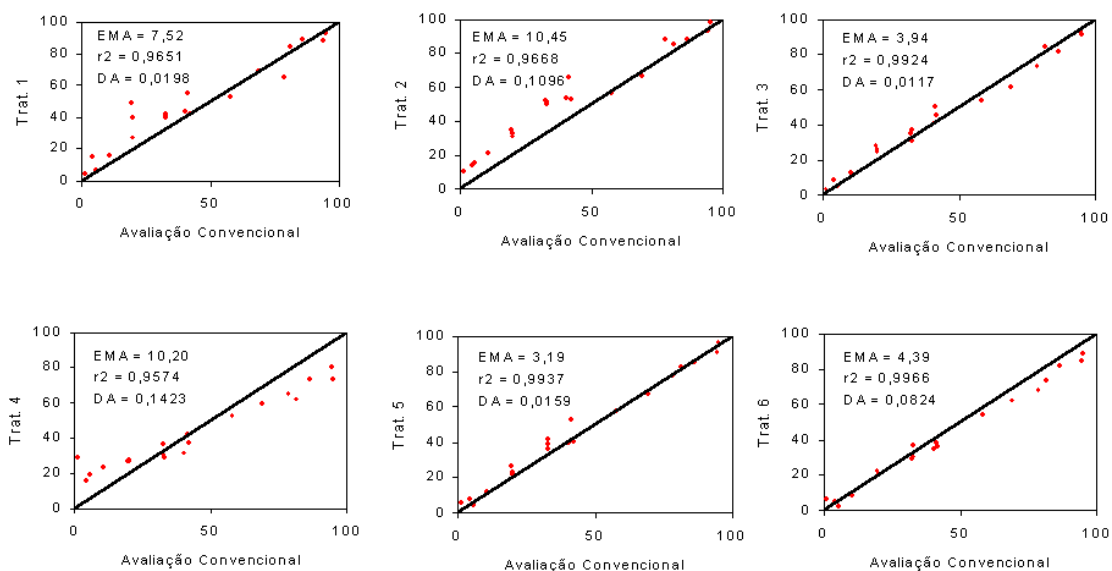 EMA = 7,52
r2 = 0,9651
DA = 0,0198
100
80
60
40
20
0
Trat. 1
0
50
100
Avaliação Convencional
EMA = 10,45
r2 = 0,9668
DA = 0,1096
100
80
60
40
20
0
Trat. 2
0
50
100
Avaliação Convencional
EMA = 3,94
r2 = 0,9924
DA = 0,0117
100
80
60
40
20
0
Trat. 3
0
50
100
Avaliação Convencional
EMA = 10,20
r2 = 0,9574
DA = 0,1423
100
80
60
40
20
0
Trat. 4
0
50
100
Avaliação Convencional
EMA = 3,19
r2 = 0,9937
DA = 0,0159
100
80
60
40
20
0
Trat. 5
0
50
100
Avaliação Convencional
EMA = 4,39
r2 = 0,9966
DA = 0,0824
100
80
60
40
20
0
Trat. 6
0
50
100
Avaliação Convencional